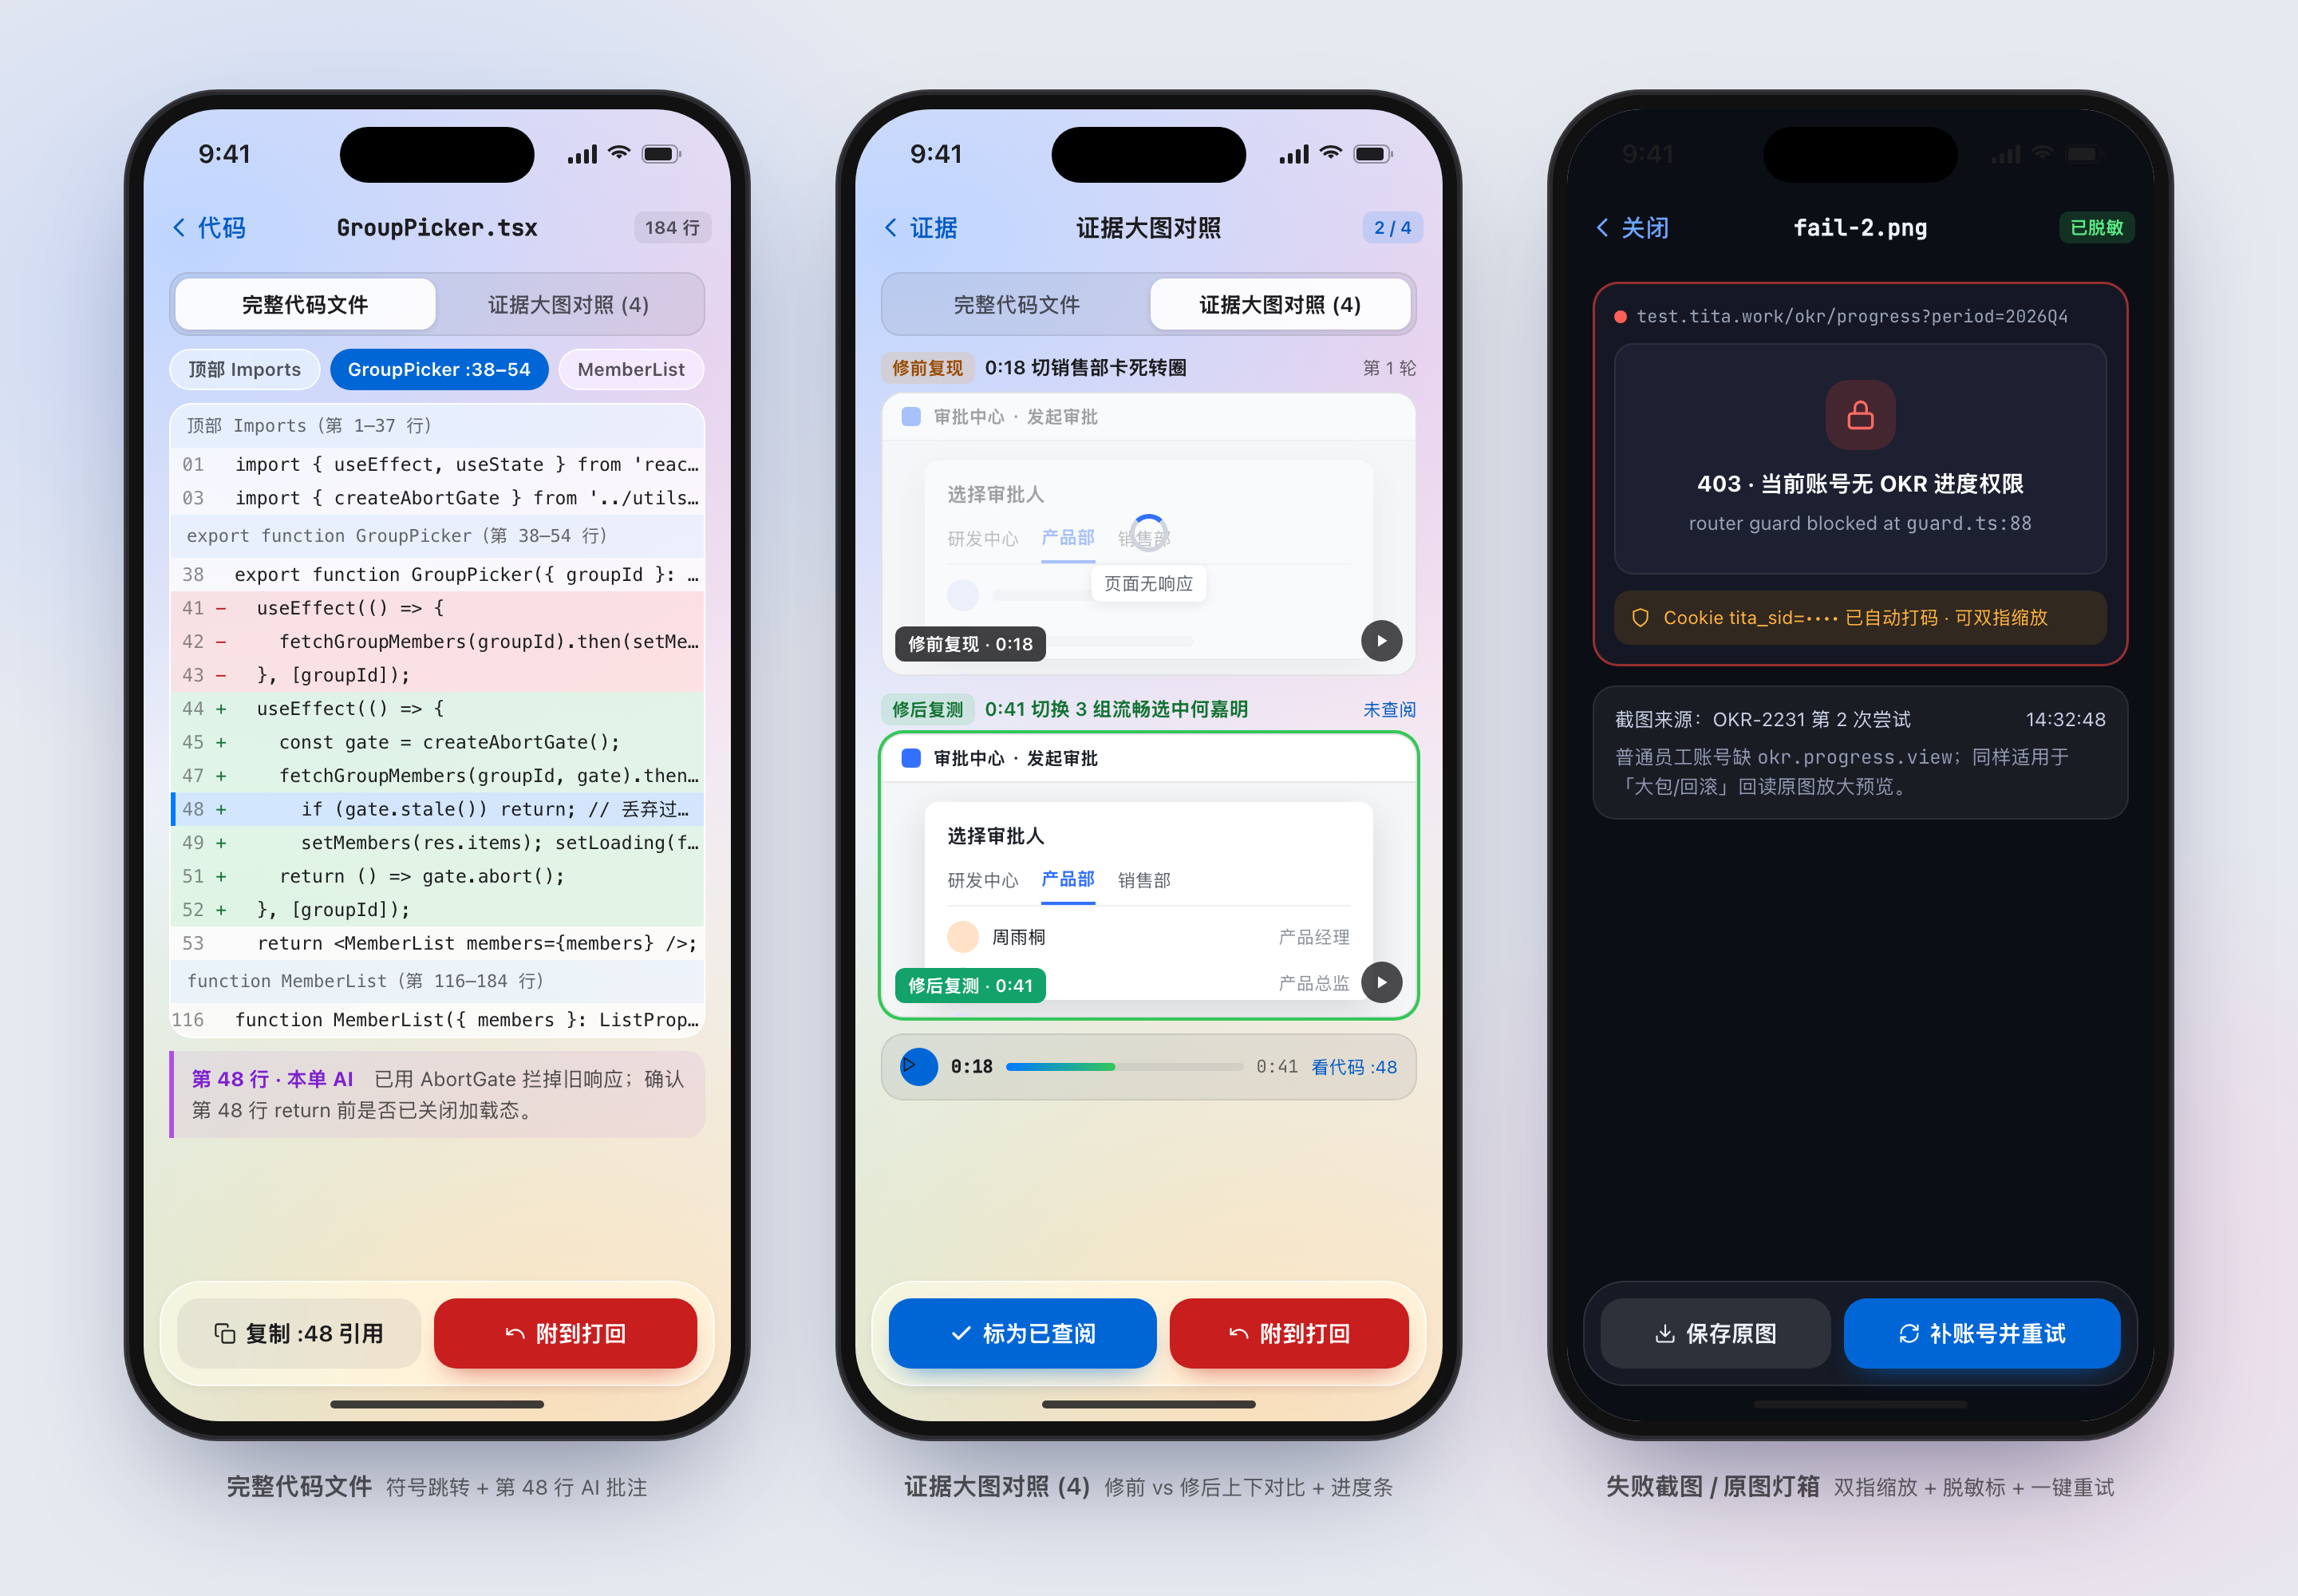 9:41
代码
GroupPicker.tsx
184 行
完整代码文件
证据大图对照 (4)
顶部 Imports
GroupPicker :38–54
MemberList
顶部 Imports（第 1–37 行）
01 import { useEffect, useState } from 'reac…
03 import { createAbortGate } from '../utils…
export function GroupPicker（第 38–54 行）
38 export function GroupPicker({ groupId }: …
41 − useEffect(() => {
42 − fetchGroupMembers(groupId).then(setMe…
43 − }, [groupId]);
44 + useEffect(() => {
45 + const gate = createAbortGate();
47 + fetchGroupMembers(groupId, gate).then…
48 + if (gate.stale()) return; // 丢弃过…
49 + setMembers(res.items); setLoading(f…
51 + return () => gate.abort();
52 + }, [groupId]);
53 return <MemberList members={members} />;
function MemberList（第 116–184 行）
116 function MemberList({ members }: ListProp…
第 48 行 · 本单 AI 已用 AbortGate 拦掉旧响应；确认
第 48 行 return 前是否已关闭加载态。
复制 :48 引用
附到打回
完整代码文件 符号跳转 + 第 48 行 AI 批注
9:41
证据
证据大图对照
2 / 4
完整代码文件
证据大图对照 (4)
修前复现 0:18 切销售部卡死转圈 第 1 轮
审批中心 · 发起审批
选择审批人
研发中心 产品部 销售部
页面无响应
修前复现 · 0:18
修后复测 0:41 切换 3 组流畅选中何嘉明 未查阅
审批中心 · 发起审批
选择审批人
研发中心 产品部 销售部
周雨桐 产品经理
产品总监
修后复测 · 0:41
0:18 0:41 看代码 :48
标为已查阅
附到打回
证据大图对照 (4) 修前 vs 修后上下对比 + 进度条
9:41
关闭
fail-2.png
已脱敏
test.tita.work/okr/progress?period=2026Q4
403 · 当前账号无 OKR 进度权限
router guard blocked at guard.ts:88
Cookie tita_sid=•••• 已自动打码 · 可双指缩放
截图来源：OKR-2231 第 2 次尝试 14:32:48
普通员工账号缺 okr.progress.view；同样适用于
「大包/回滚」回读原图放大预览。
保存原图
补账号并重试
失败截图 / 原图灯箱 双指缩放 + 脱敏标 + 一键重试